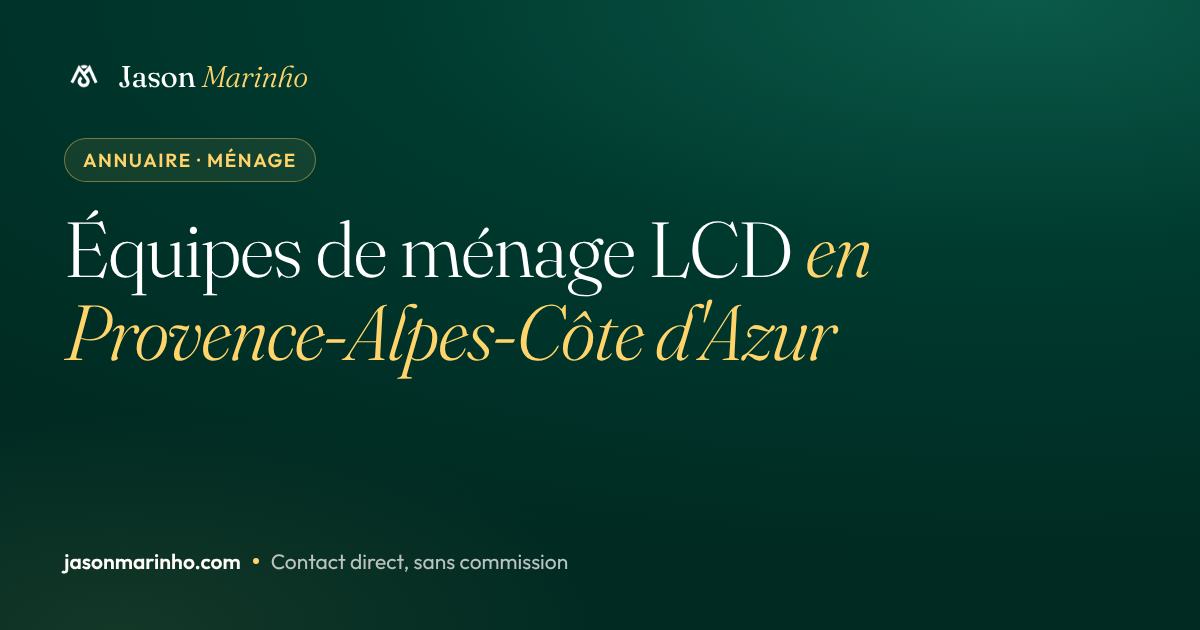 Jason Marinho
ANNUAIRE · MÉNAGE
Équipes de ménage LCD en
Provence-Alpes-Côte d'Azur
jasonmarinho.com • Contact direct, sans commission